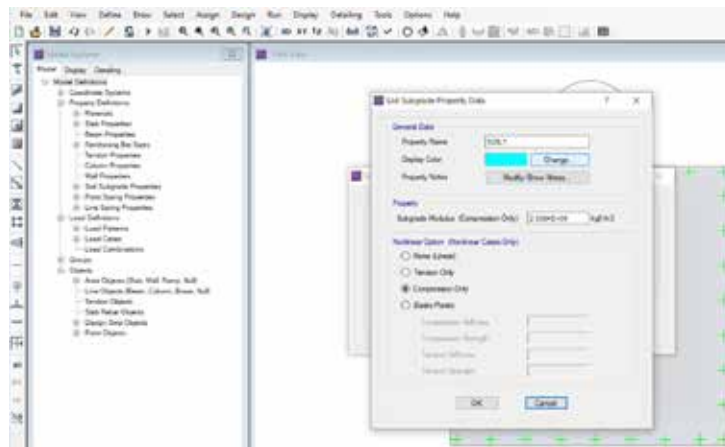 File Edit View Define Draw Select Assign Design Run Display Detailing Tools Options Help
Model Explorer
Model Display Detailing
Model Definitions
Coordinate Systems
Property Definitions
Materials
Slab Properties
Beam Properties
Reinforcing Bar Sizes
Tendon Properties
Column Properties
Wall Properties
Soil Subgrade Properties
Point Spring Properties
Line Spring Properties
Load Definitions
Load Patterns
Load Cases
Load Combinations
Groups
Objects
Area Objects (Slab, Wall, Ramp, Null)
Line Objects (Beam, Column, Brace, Null)
Tendon Objects
Slab Rebar Objects
Design Strip Objects
Point Objects
Plan View
Soil Subgrade Property Data
? X
General Data
Property Name SOIL1
Display Color Change...
Property Notes Modify/Show Notes...
Property
Subgrade Modulus (Compression Only) kgf/m3
Nonlinear Option (Nonlinear Cases Only)
None (Linear)
Tension Only
Compression Only
Elastic Plastic
Compression Stiffness
Compression Strength
Tension Stiffness
Tension Strength
OK Cancel